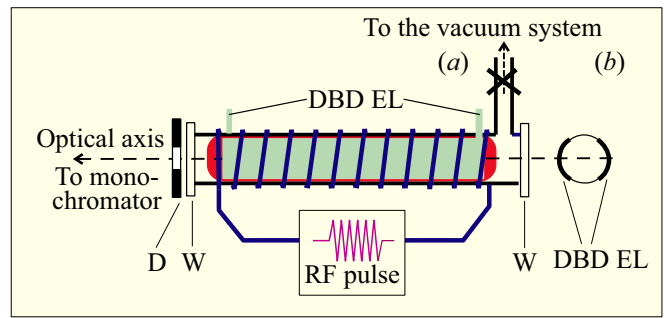 To the vacuum system
(a)
(b)
DBD EL
Optical axis
To mono-
chromator
D
W
RF pulse
W
DBD EL